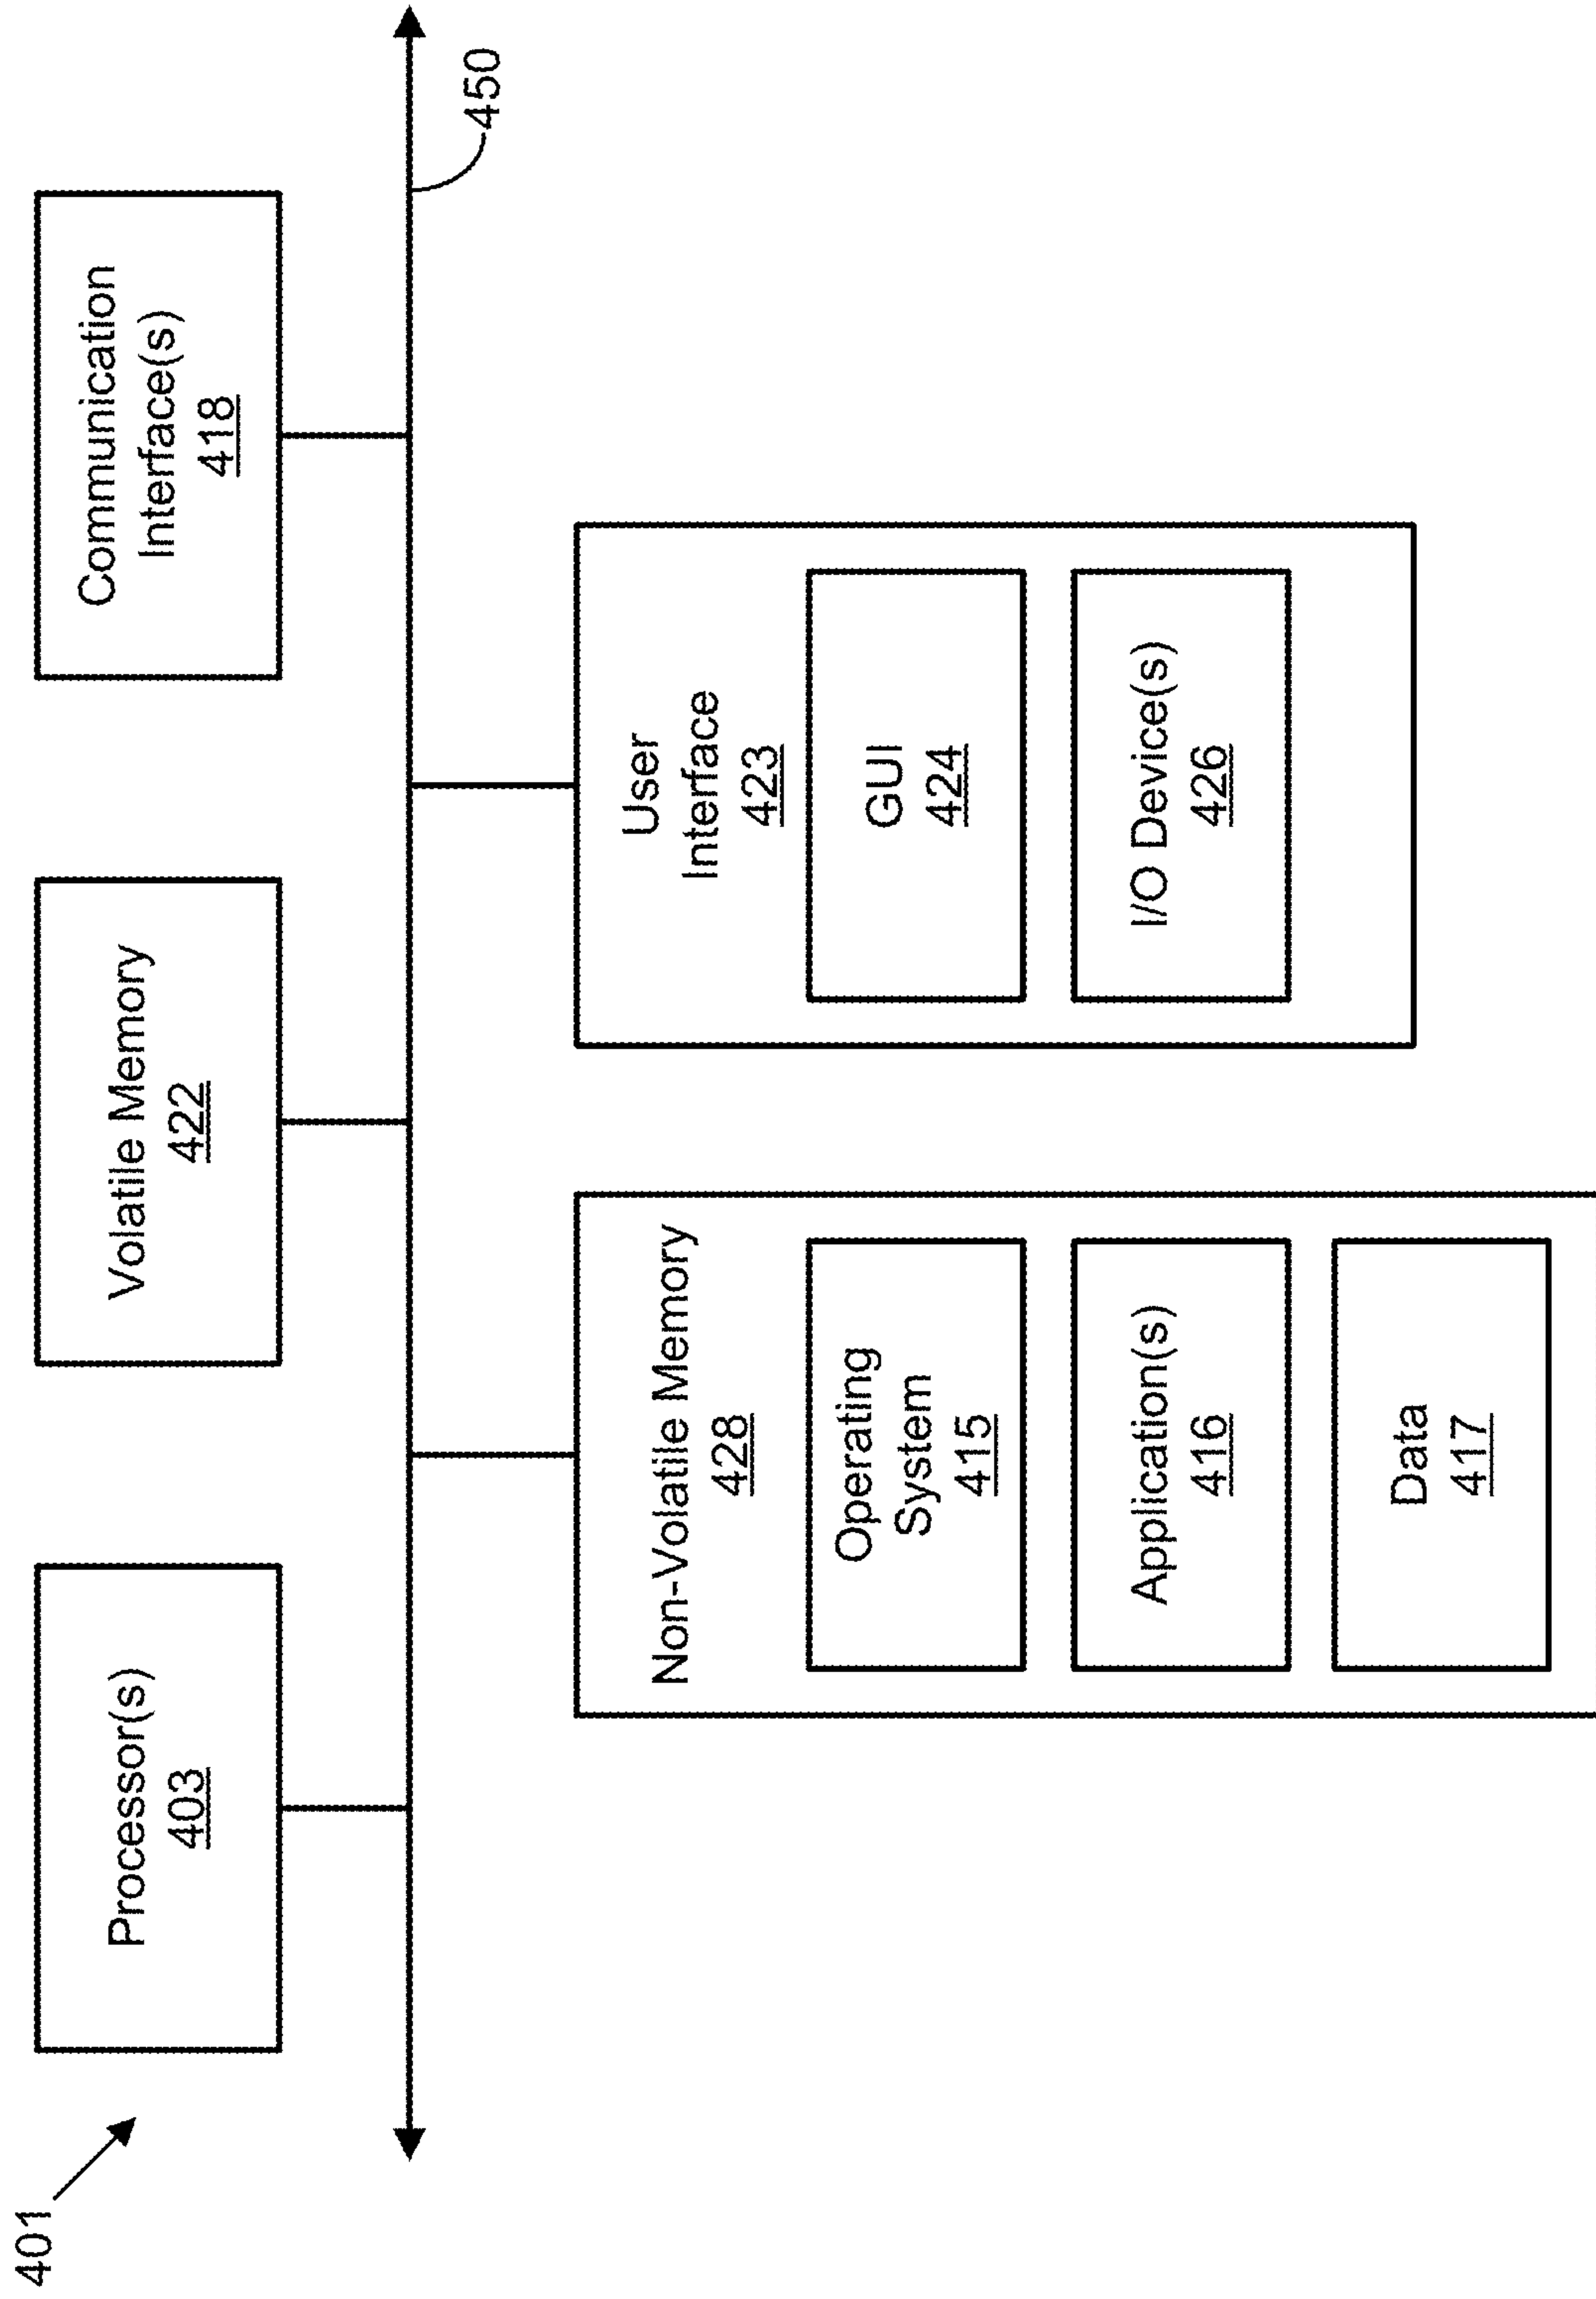 401
Processor(s)
403
Volatile Memory
422
Communication
Interface(s)
418
450
Non-Volatile Memory
428
Operating
System
415
Application(s)
416
Data
417
User
Interface
423
GUI
424
I/O Device(s)
426